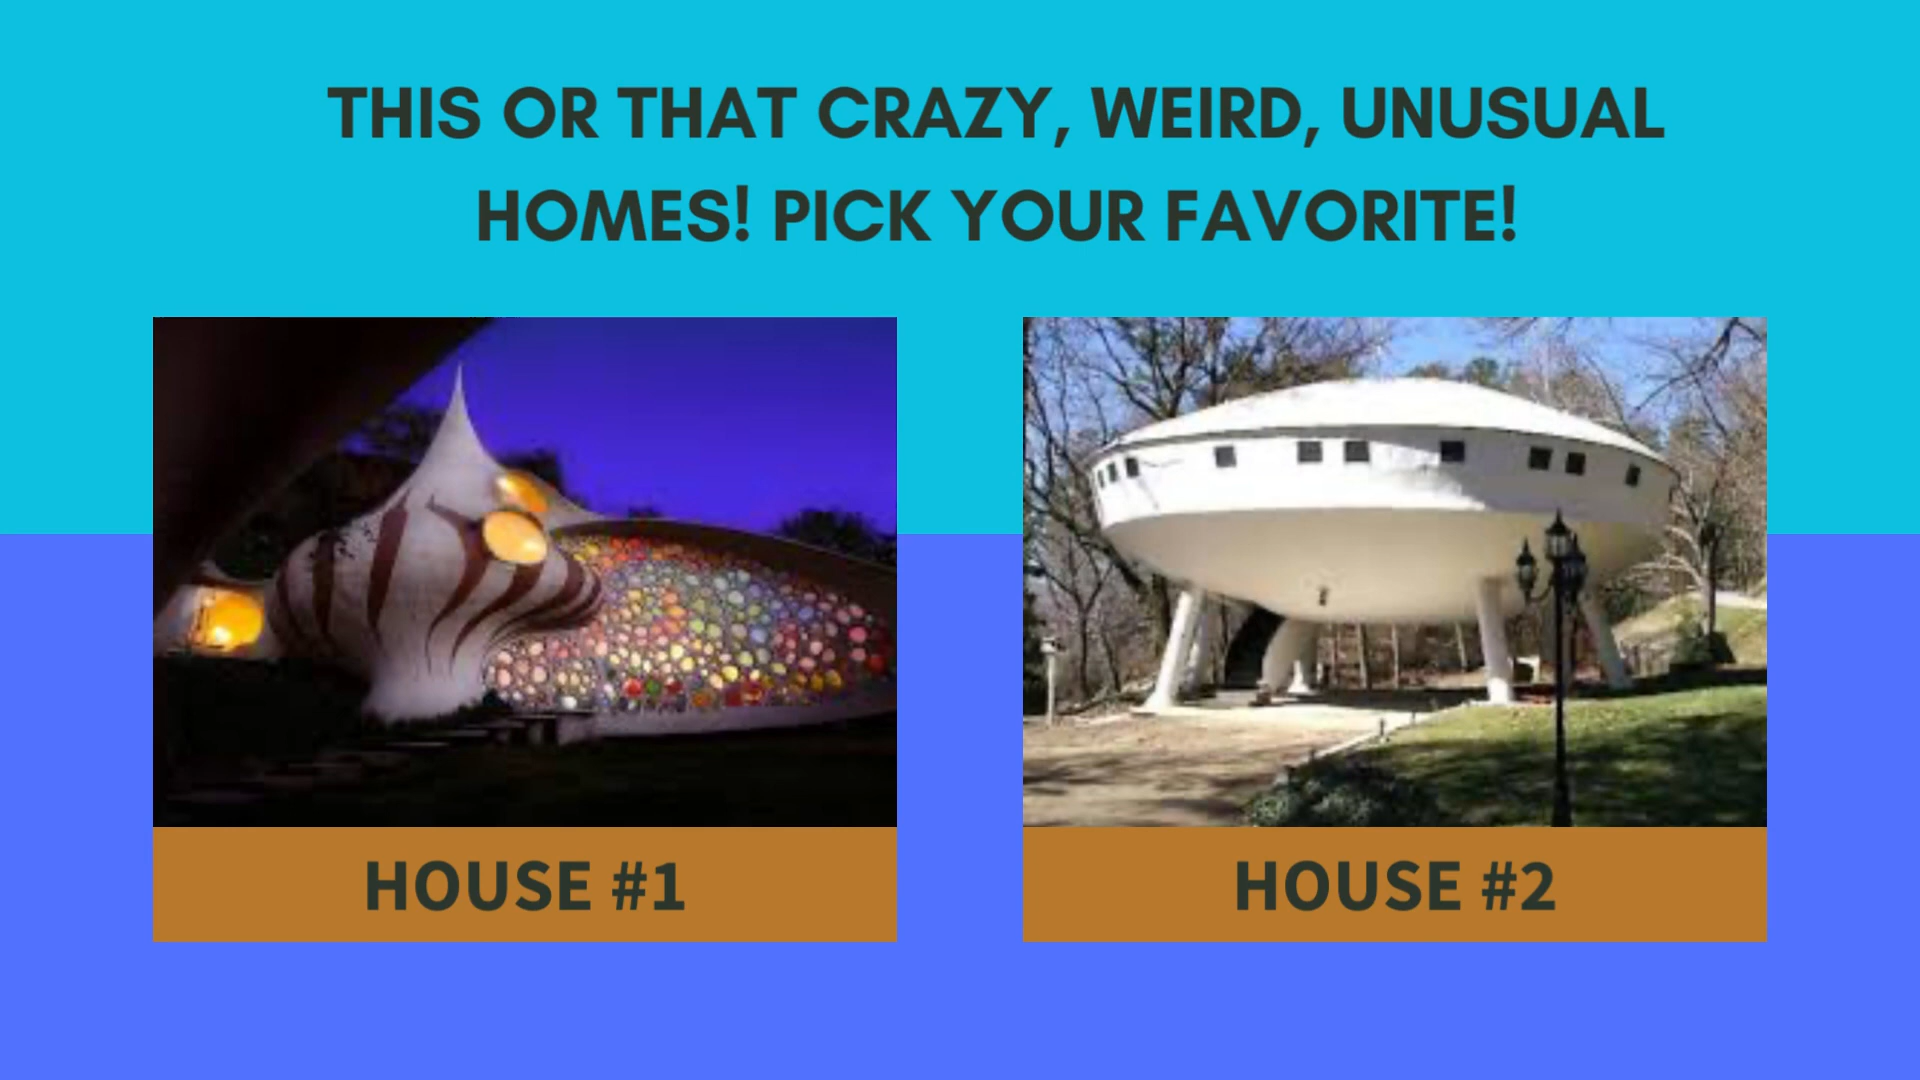 THIS OR THAT CRAZY, WEIRD, UNUSUAL
HOMES! PICK YOUR FAVORITE!
HOUSE #1
HOUSE #2